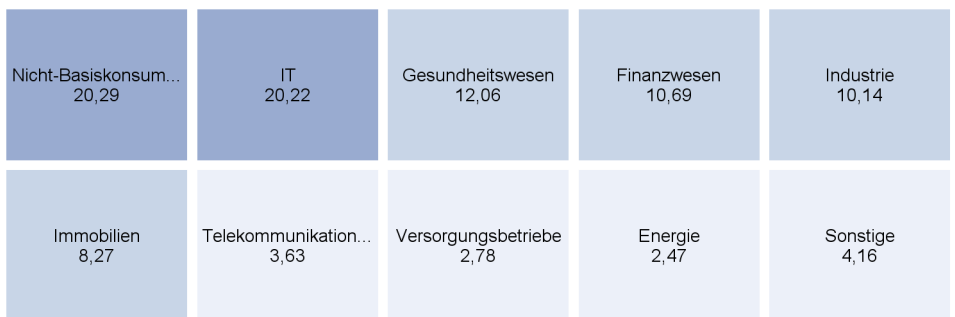 Nicht-Basiskonsum...
20,29
IT
20,22
Gesundheitswesen
12,06
Finanzwesen
10,69
Industrie
10,14
Immobilien
8,27
Telekommunikation...
3,63
Versorgungsbetriebe
2,78
Energie
2,47
Sonstige
4,16